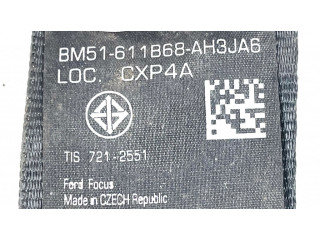 BM51-611B68-AH3JA6
LOC. CXP4A
TIS 721-2551
Ford Focus
Made in CZECH Republic